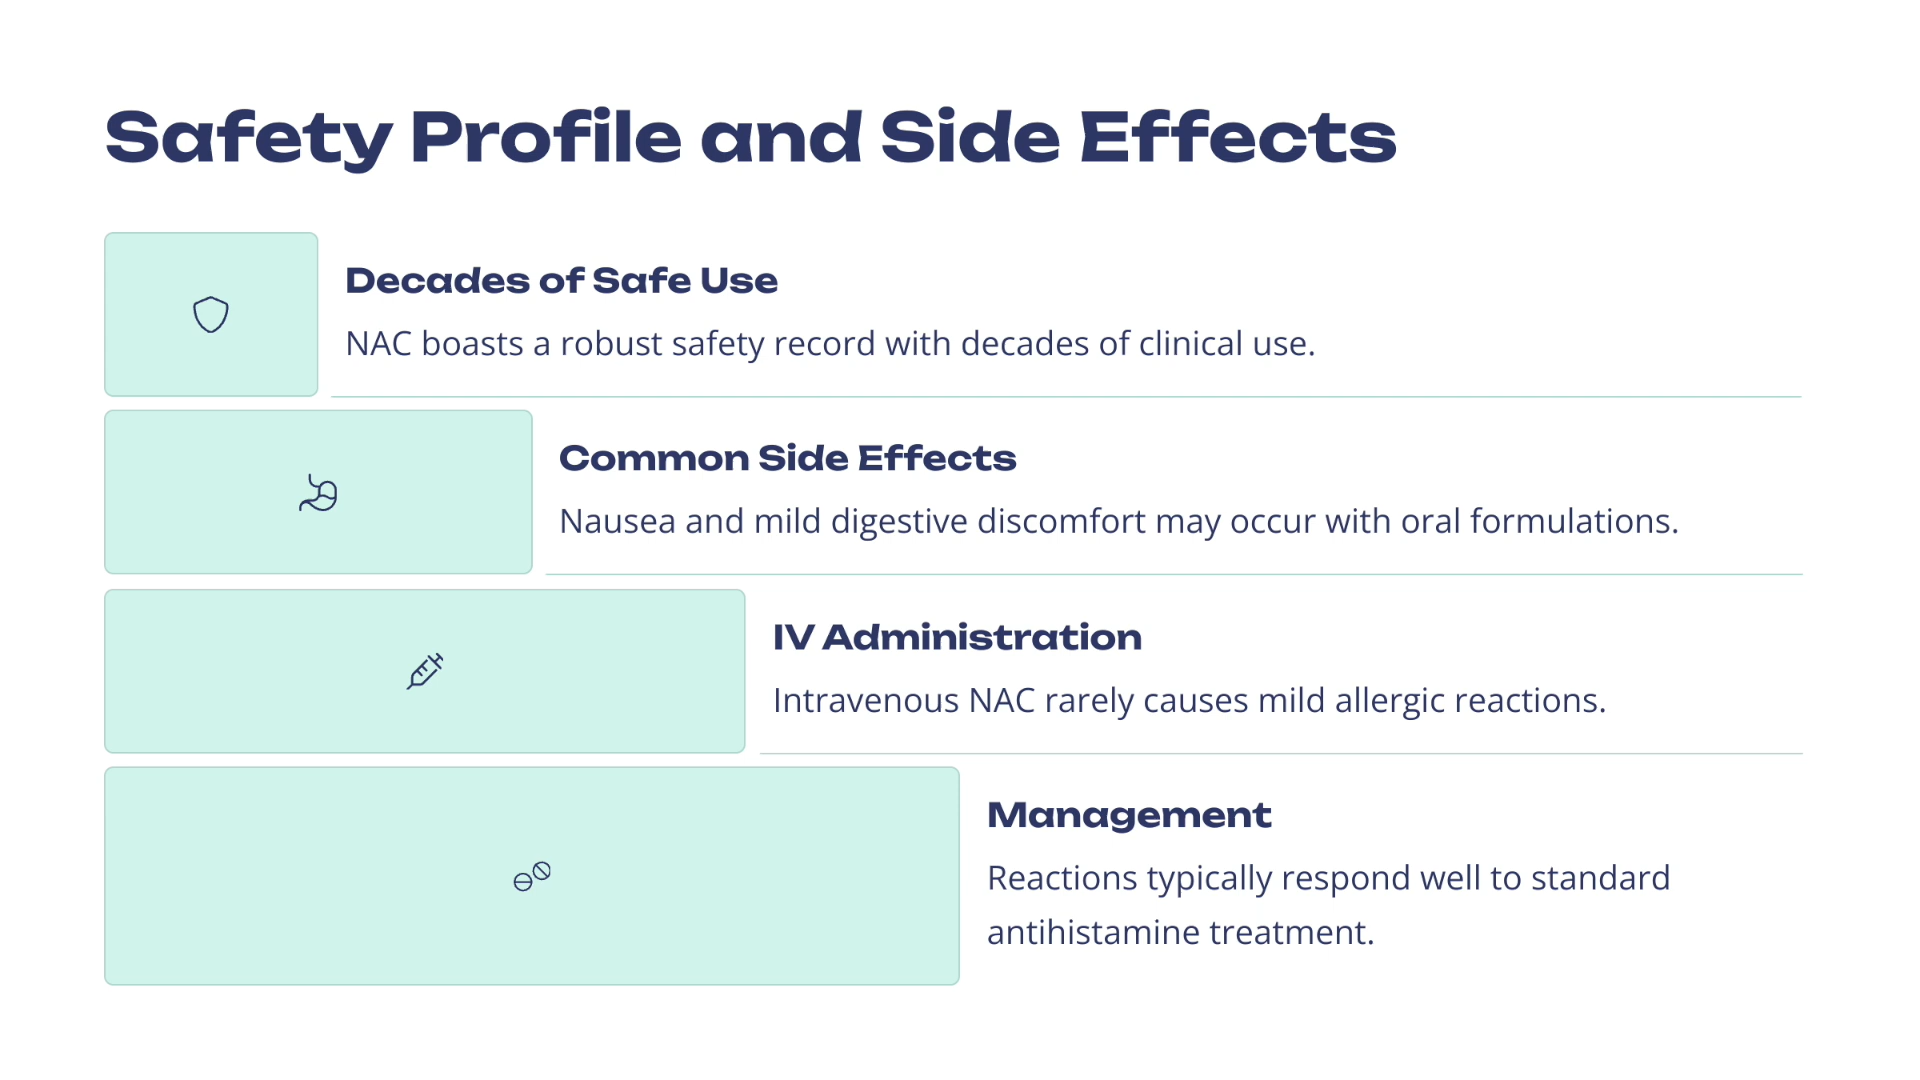 Safety Profile and Side Effects
Decades of Safe Use
NAC boasts a robust safety record with decades of clinical use.
Common Side Effects
Nausea and mild digestive discomfort may occur with oral formulations.
IV Administration
Intravenous NAC rarely causes mild allergic reactions.
Management
Reactions typically respond well to standard
antihistamine treatment.